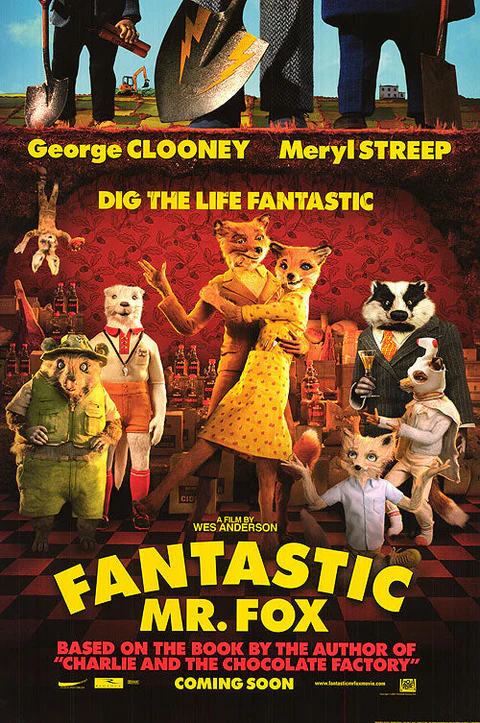 George CLOONEY Meryl STREEP
DIG THE LIFE FANTASTIC
A FILM BY
WES ANDERSON
FANTASTIC
MR. FOX
BASED ON THE BOOK BY THE AUTHOR OF
"CHARLIE AND THE CHOCOLATE FACTORY"
COMING SOON
www.fantasticmrfoxmovie.com
FOX